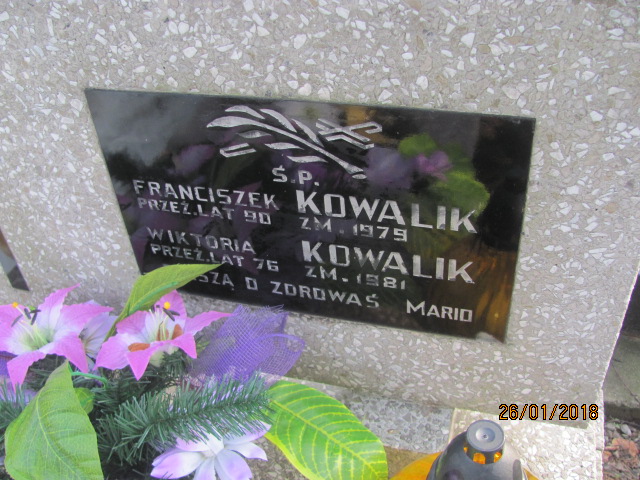 Ś.P.
FRANCISZEK KOWALIK
PRZEŻ.LAT 90 ZM.1979
WIKTORIA KOWALIK
PRZEŻ.LAT 76 ZM.1981
O ZDROWAŚ MARIO
26/01/2018